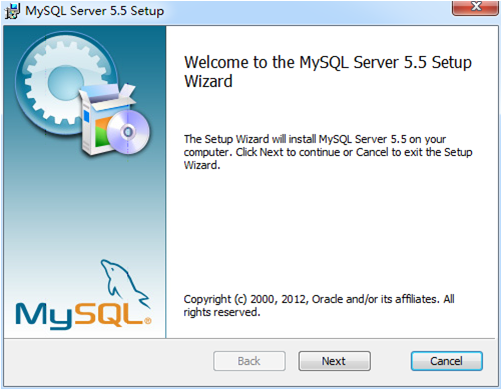 MySQL Server 5.5 Setup
Welcome to the MySQL Server 5.5 Setup
Wizard
The Setup Wizard will install MySQL Server 5.5 on your
computer. Click Next to continue or Cancel to exit the Setup
Wizard.
MySQL®
Copyright (c) 2000, 2012, Oracle and/or its affiliates. All
rights reserved.
Back
Next
Cancel